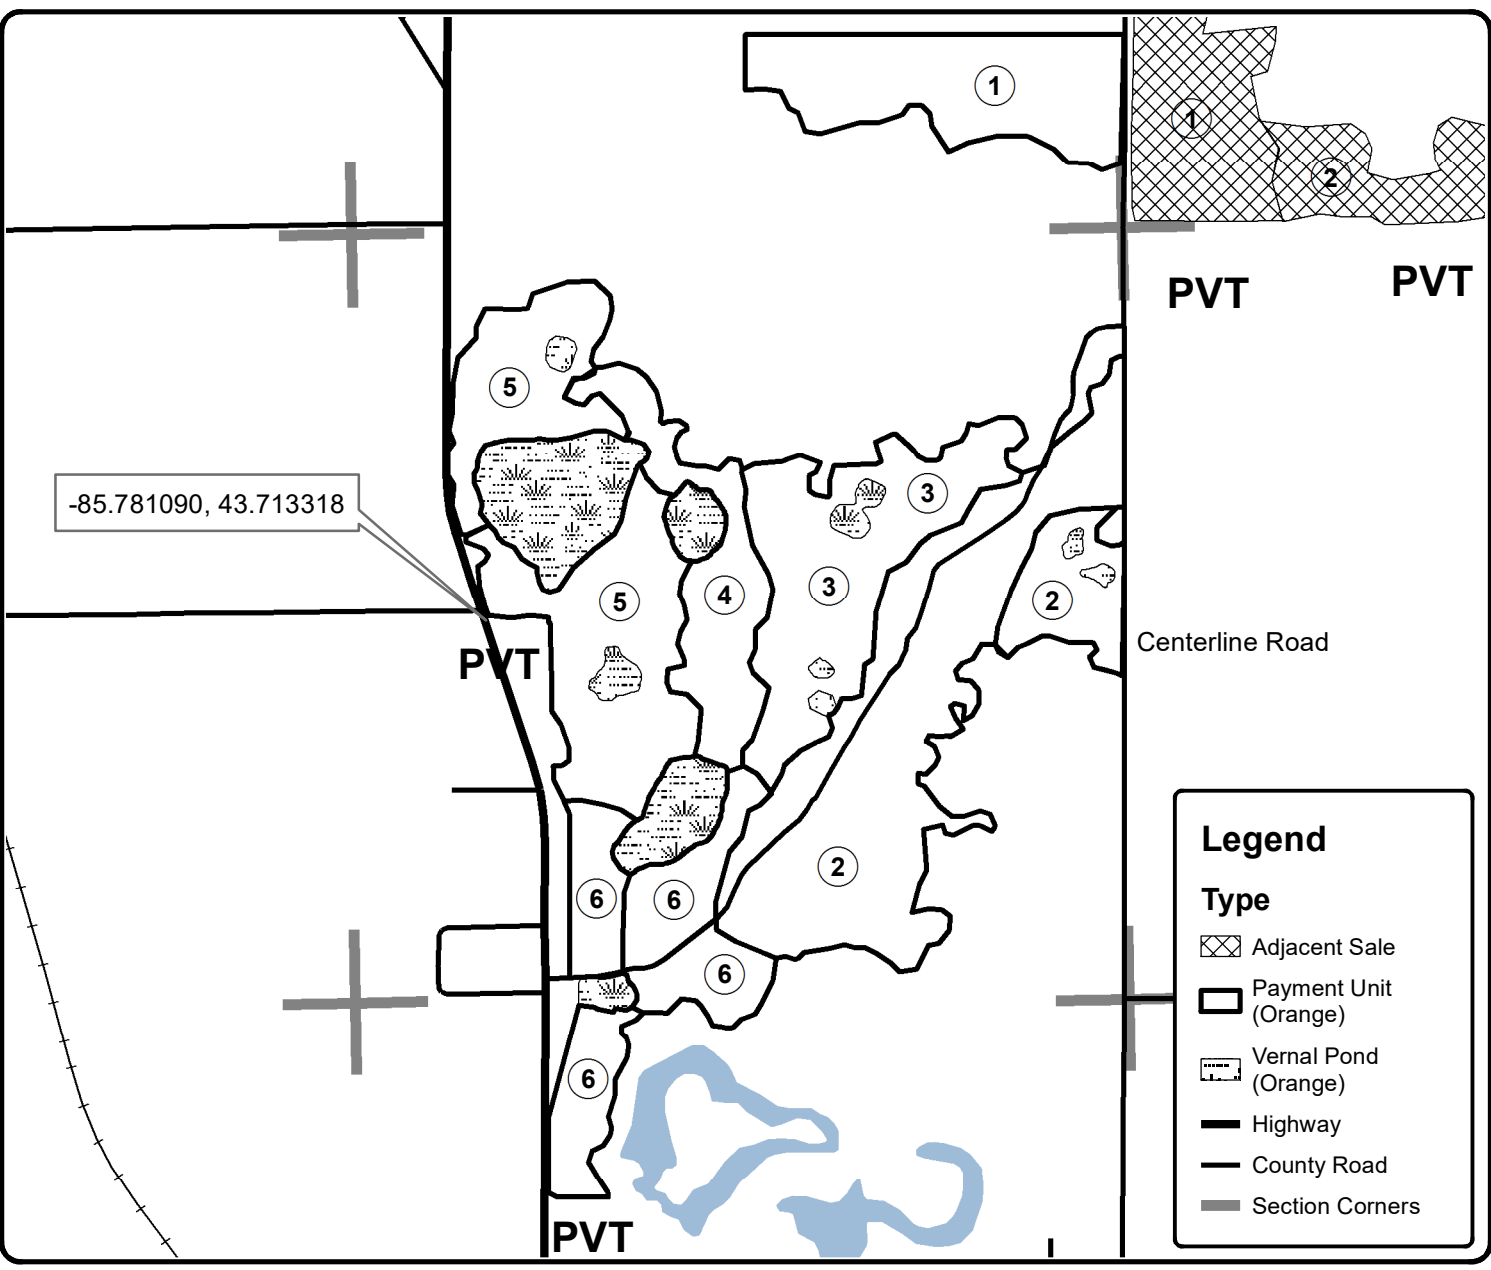 1
1
2
PVT
PVT
5
3
-85.781090, 43.713318
5
4
3
2
Centerline Road
PVT
2
6
6
6
6
PVT
Legend
Type
Adjacent Sale
Payment Unit
(Orange)
Vernal Pond
(Orange)
Highway
County Road
Section Corners